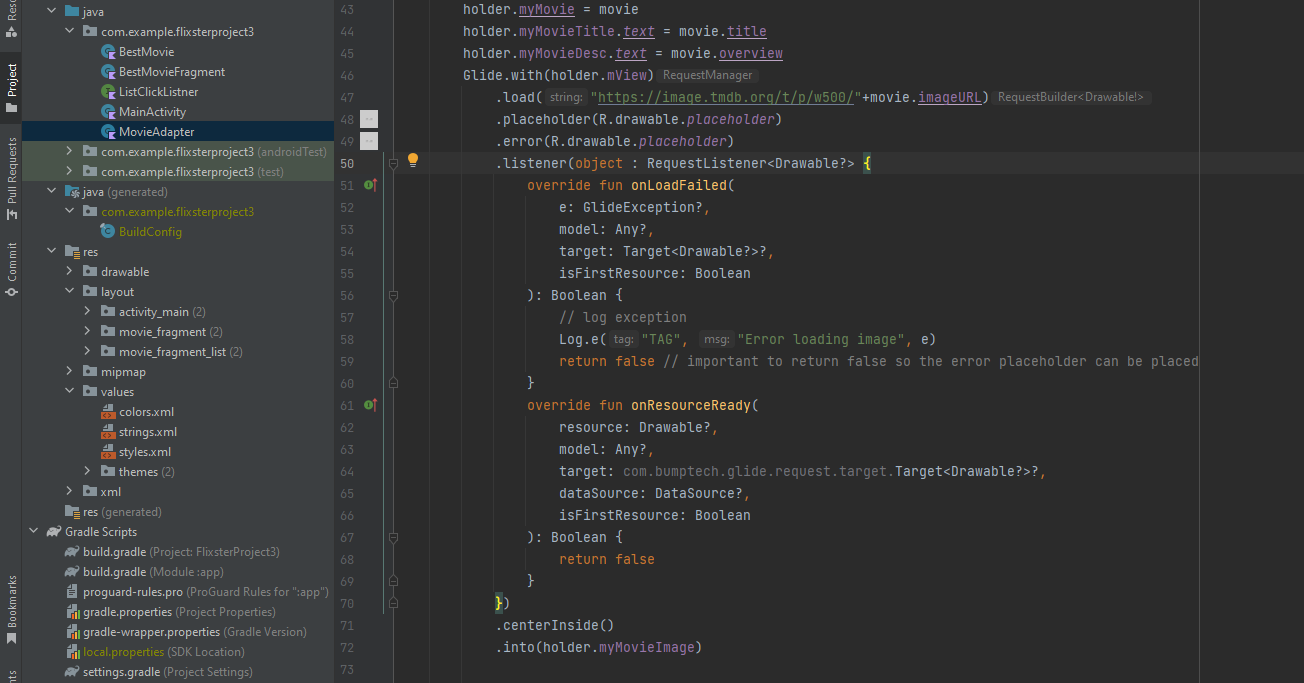 Reso
Project
Pull Requests
Commit
Bookmarks
nts
java
com.example.flixsterproject3
BestMovie
BestMovieFragment
ListClickListner
MainActivity
MovieAdapter
com.example.flixsterproject3 (androidTest)
com.example.flixsterproject3 (test)
java (generated)
com.example.flixsterproject3
BuildConfig
res
drawable
layout
activity_main (2)
movie_fragment (2)
movie_fragment_list (2)
mipmap
values
colors.xml
strings.xml
styles.xml
themes (2)
xml
res (generated)
Gradle Scripts
build.gradle (Project: FlixsterProject3)
build.gradle (Module :app)
proguard-rules.pro (ProGuard Rules for ":app")
gradle.properties (Project Properties)
gradle-wrapper.properties (Gradle Version)
local.properties (SDK Location)
settings.gradle (Project Settings)
43 holder.myMovie = movie
44 holder.myMovieTitle.text = movie.title
45 holder.myMovieDesc.text = movie.overview
46 Glide.with(holder.mView) RequestManager
47 .load( string: "https://image.tmdb.org/t/p/w500/"+movie.imageURL) RequestBuilder<Drawable!>
48 .placeholder(R.drawable.placeholder)
49 .error(R.drawable.placeholder)
50 .listener(object : RequestListener<Drawable?> {
51 override fun onLoadFailed(
52 e: GlideException?,
53 model: Any?,
54 target: Target<Drawable?>?,
55 isFirstResource: Boolean
56 ): Boolean {
57 // log exception
58 Log.e( tag: "TAG", msg: "Error loading image", e)
59 return false // important to return false so the error placeholder can be placed
60 }
61 override fun onResourceReady(
62 resource: Drawable?,
63 model: Any?,
64 target: com.bumptech.glide.request.target.Target<Drawable?>?,
65 dataSource: DataSource?,
66 isFirstResource: Boolean
67 ): Boolean {
68 return false
69 }
70 })
71 .centerInside()
72 .into(holder.myMovieImage)
73